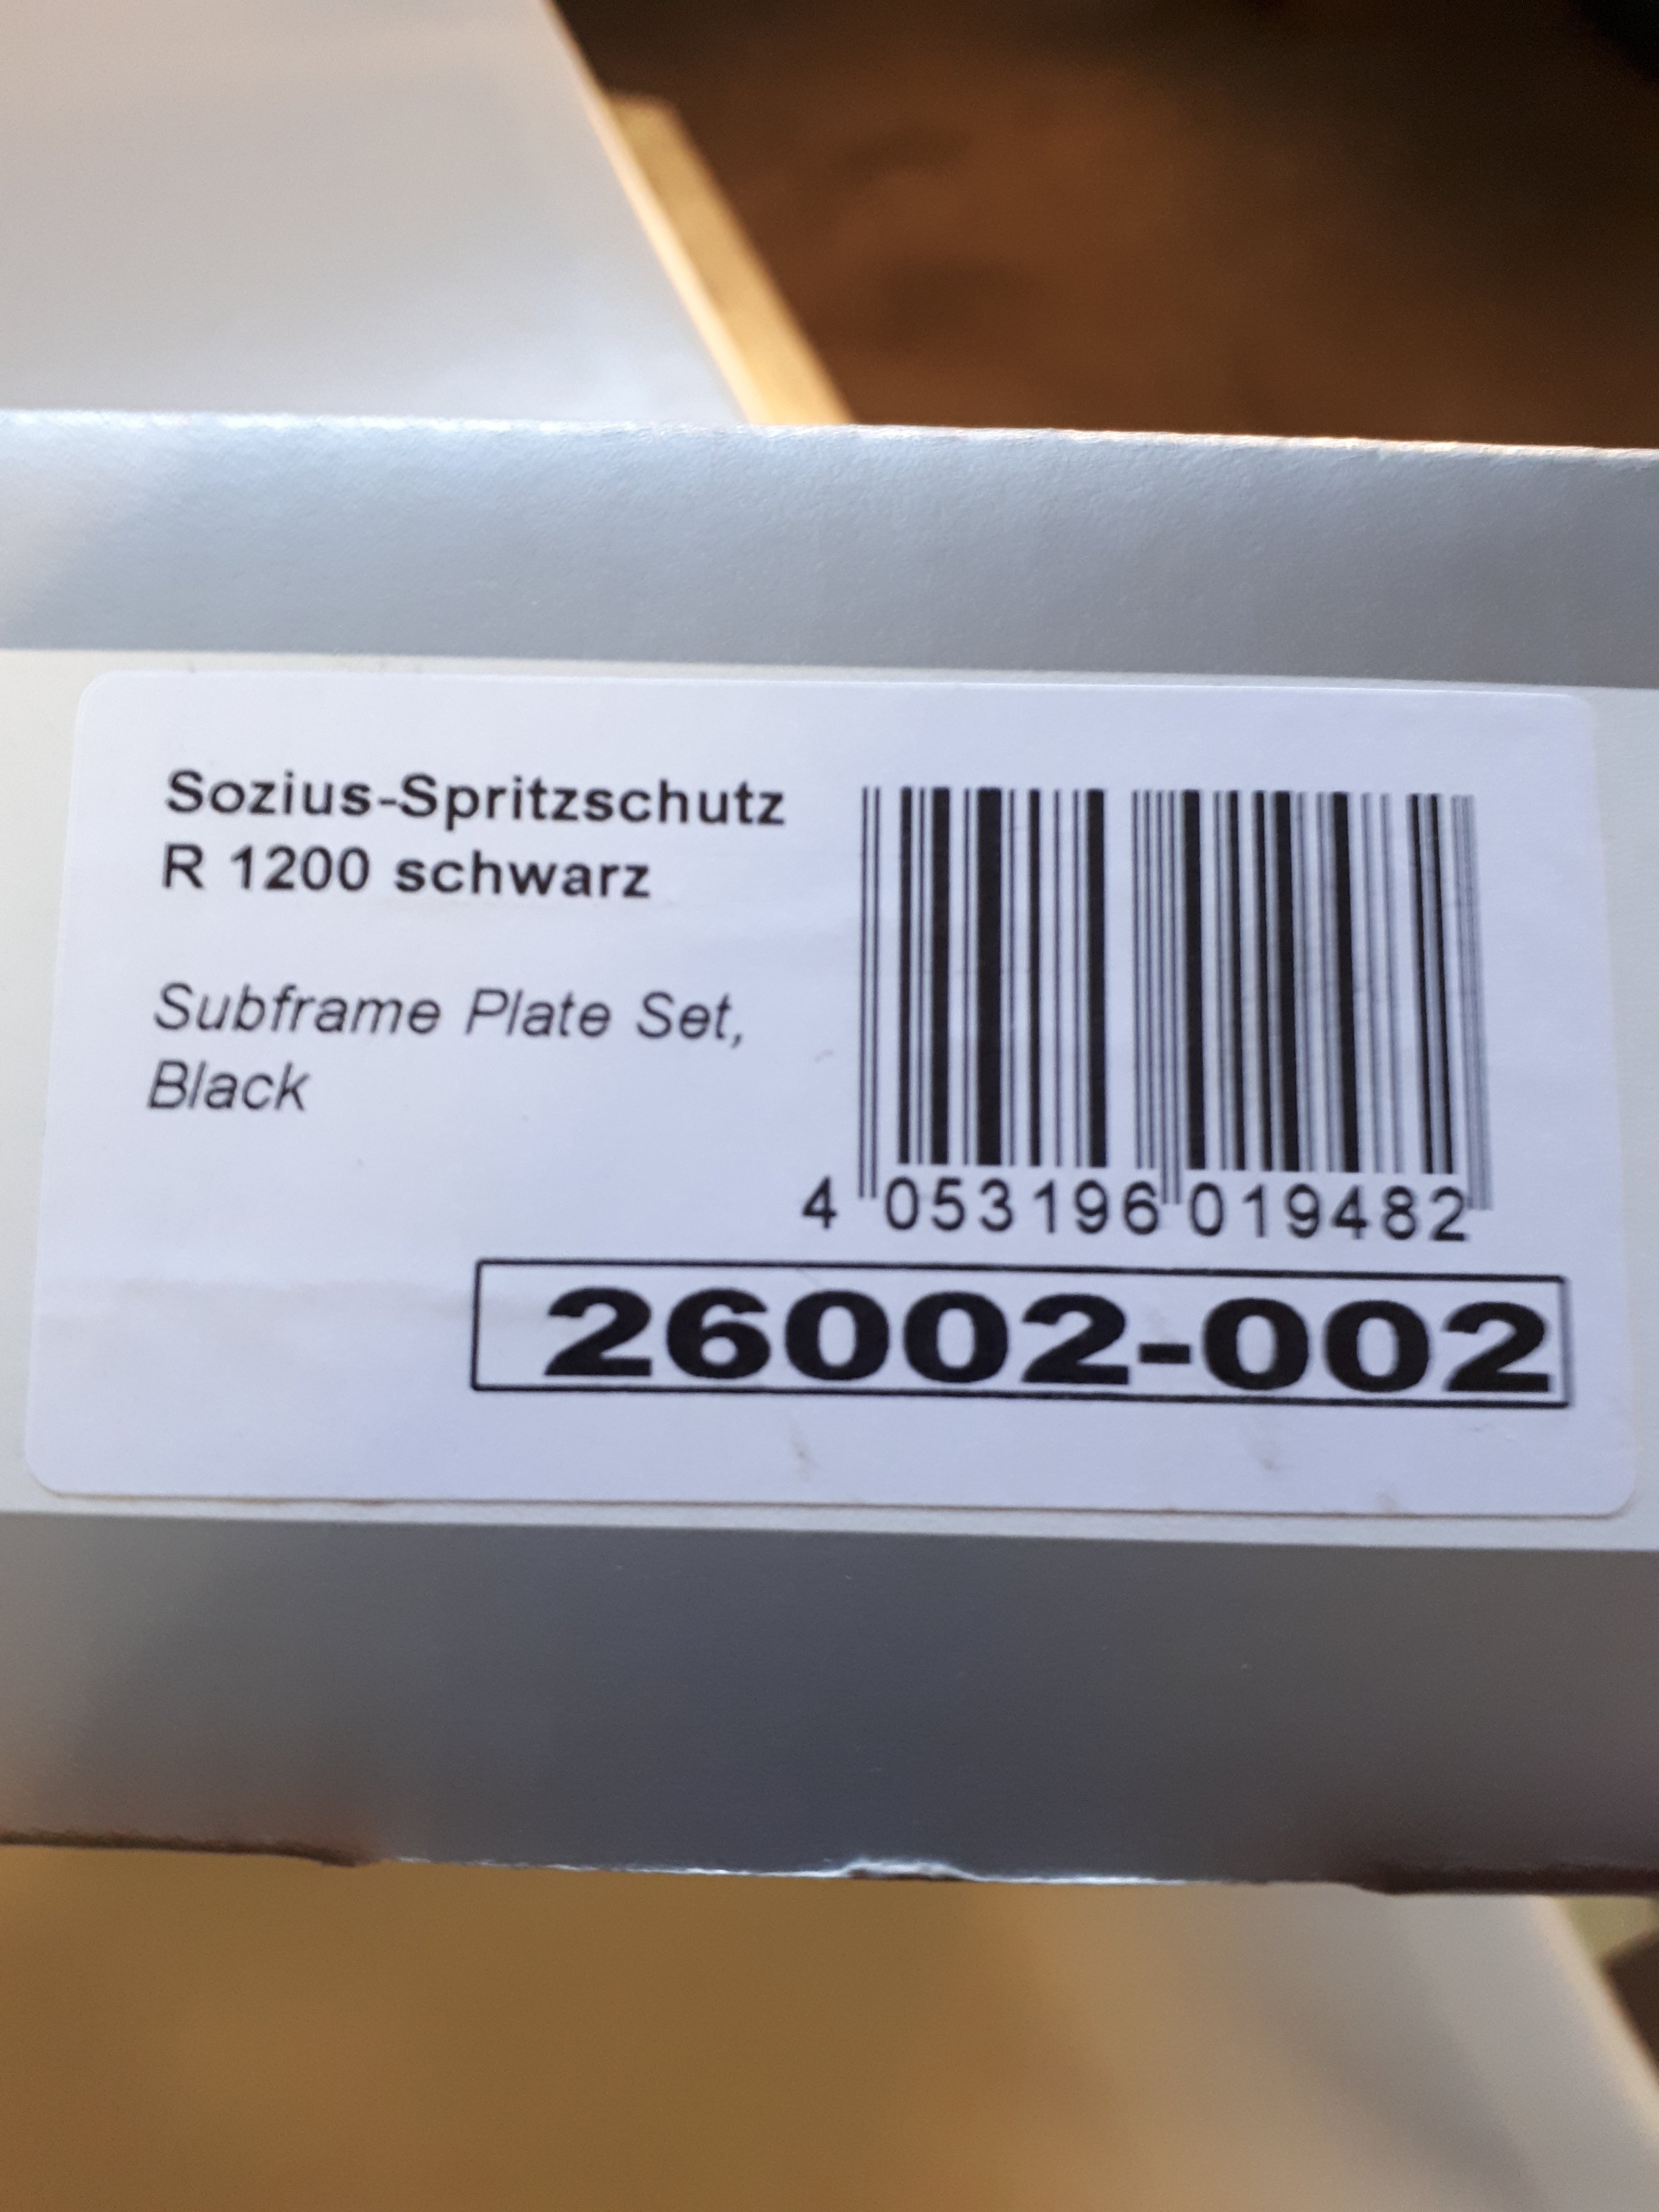 Sozius-Spritzschutz
R 1200 schwarz
Subframe Plate Set,
Black
4 053196 019482
26002-002